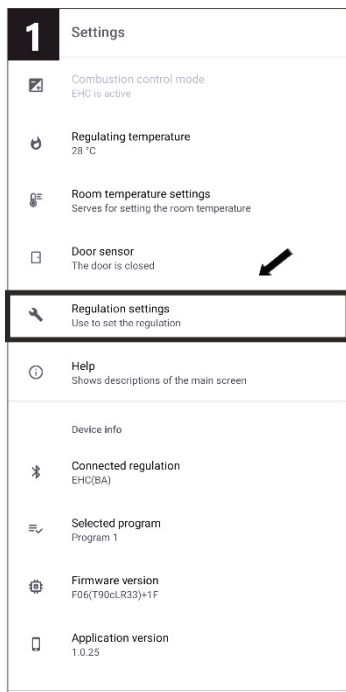 1
Settings
Combustion control mode
EHC is active
Regulating temperature
28 °C
Room temperature settings
Serves for setting the room temperature
Door sensor
The door is closed
Regulation settings
Use to set the regulation
Help
Shows descriptions of the main screen
Device info
Connected regulation
EHC(BA)
Selected program
Program 1
Firmware version
F06(T90cLR33)+1F
Application version
1.0.25